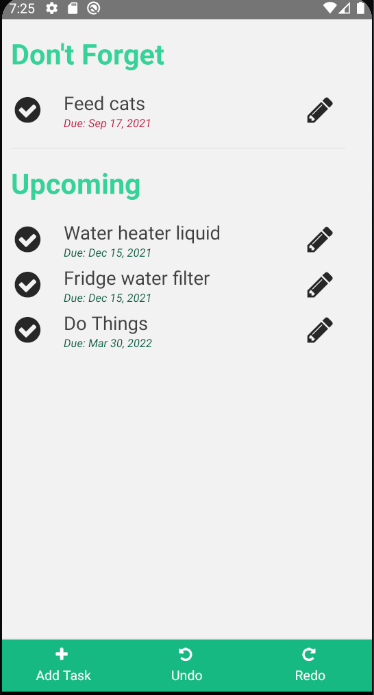 7:25
Don't Forget
Feed cats
Due: Sep 17, 2021
Upcoming
Water heater liquid
Due: Dec 15, 2021
Fridge water filter
Due: Dec 15, 2021
Do Things
Due: Mar 30, 2022
Add Task Undo Redo